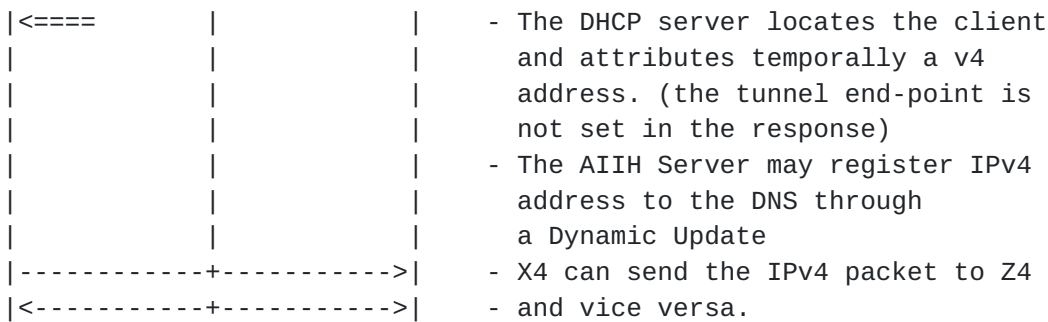 |<====        |            |    - The DHCP server locates the client
|             |            |      and attributes temporally a v4
|             |            |      address. (the tunnel end-point is
|             |            |      not set in the response)
|             |            |    - The AIIH Server may register IPv4
|             |            |      address to the DNS through
|             |            |      a Dynamic Update
|------------+----------->|    - X4 can send the IPv4 packet to Z4
|<-----------+----------->|    - and vice versa.